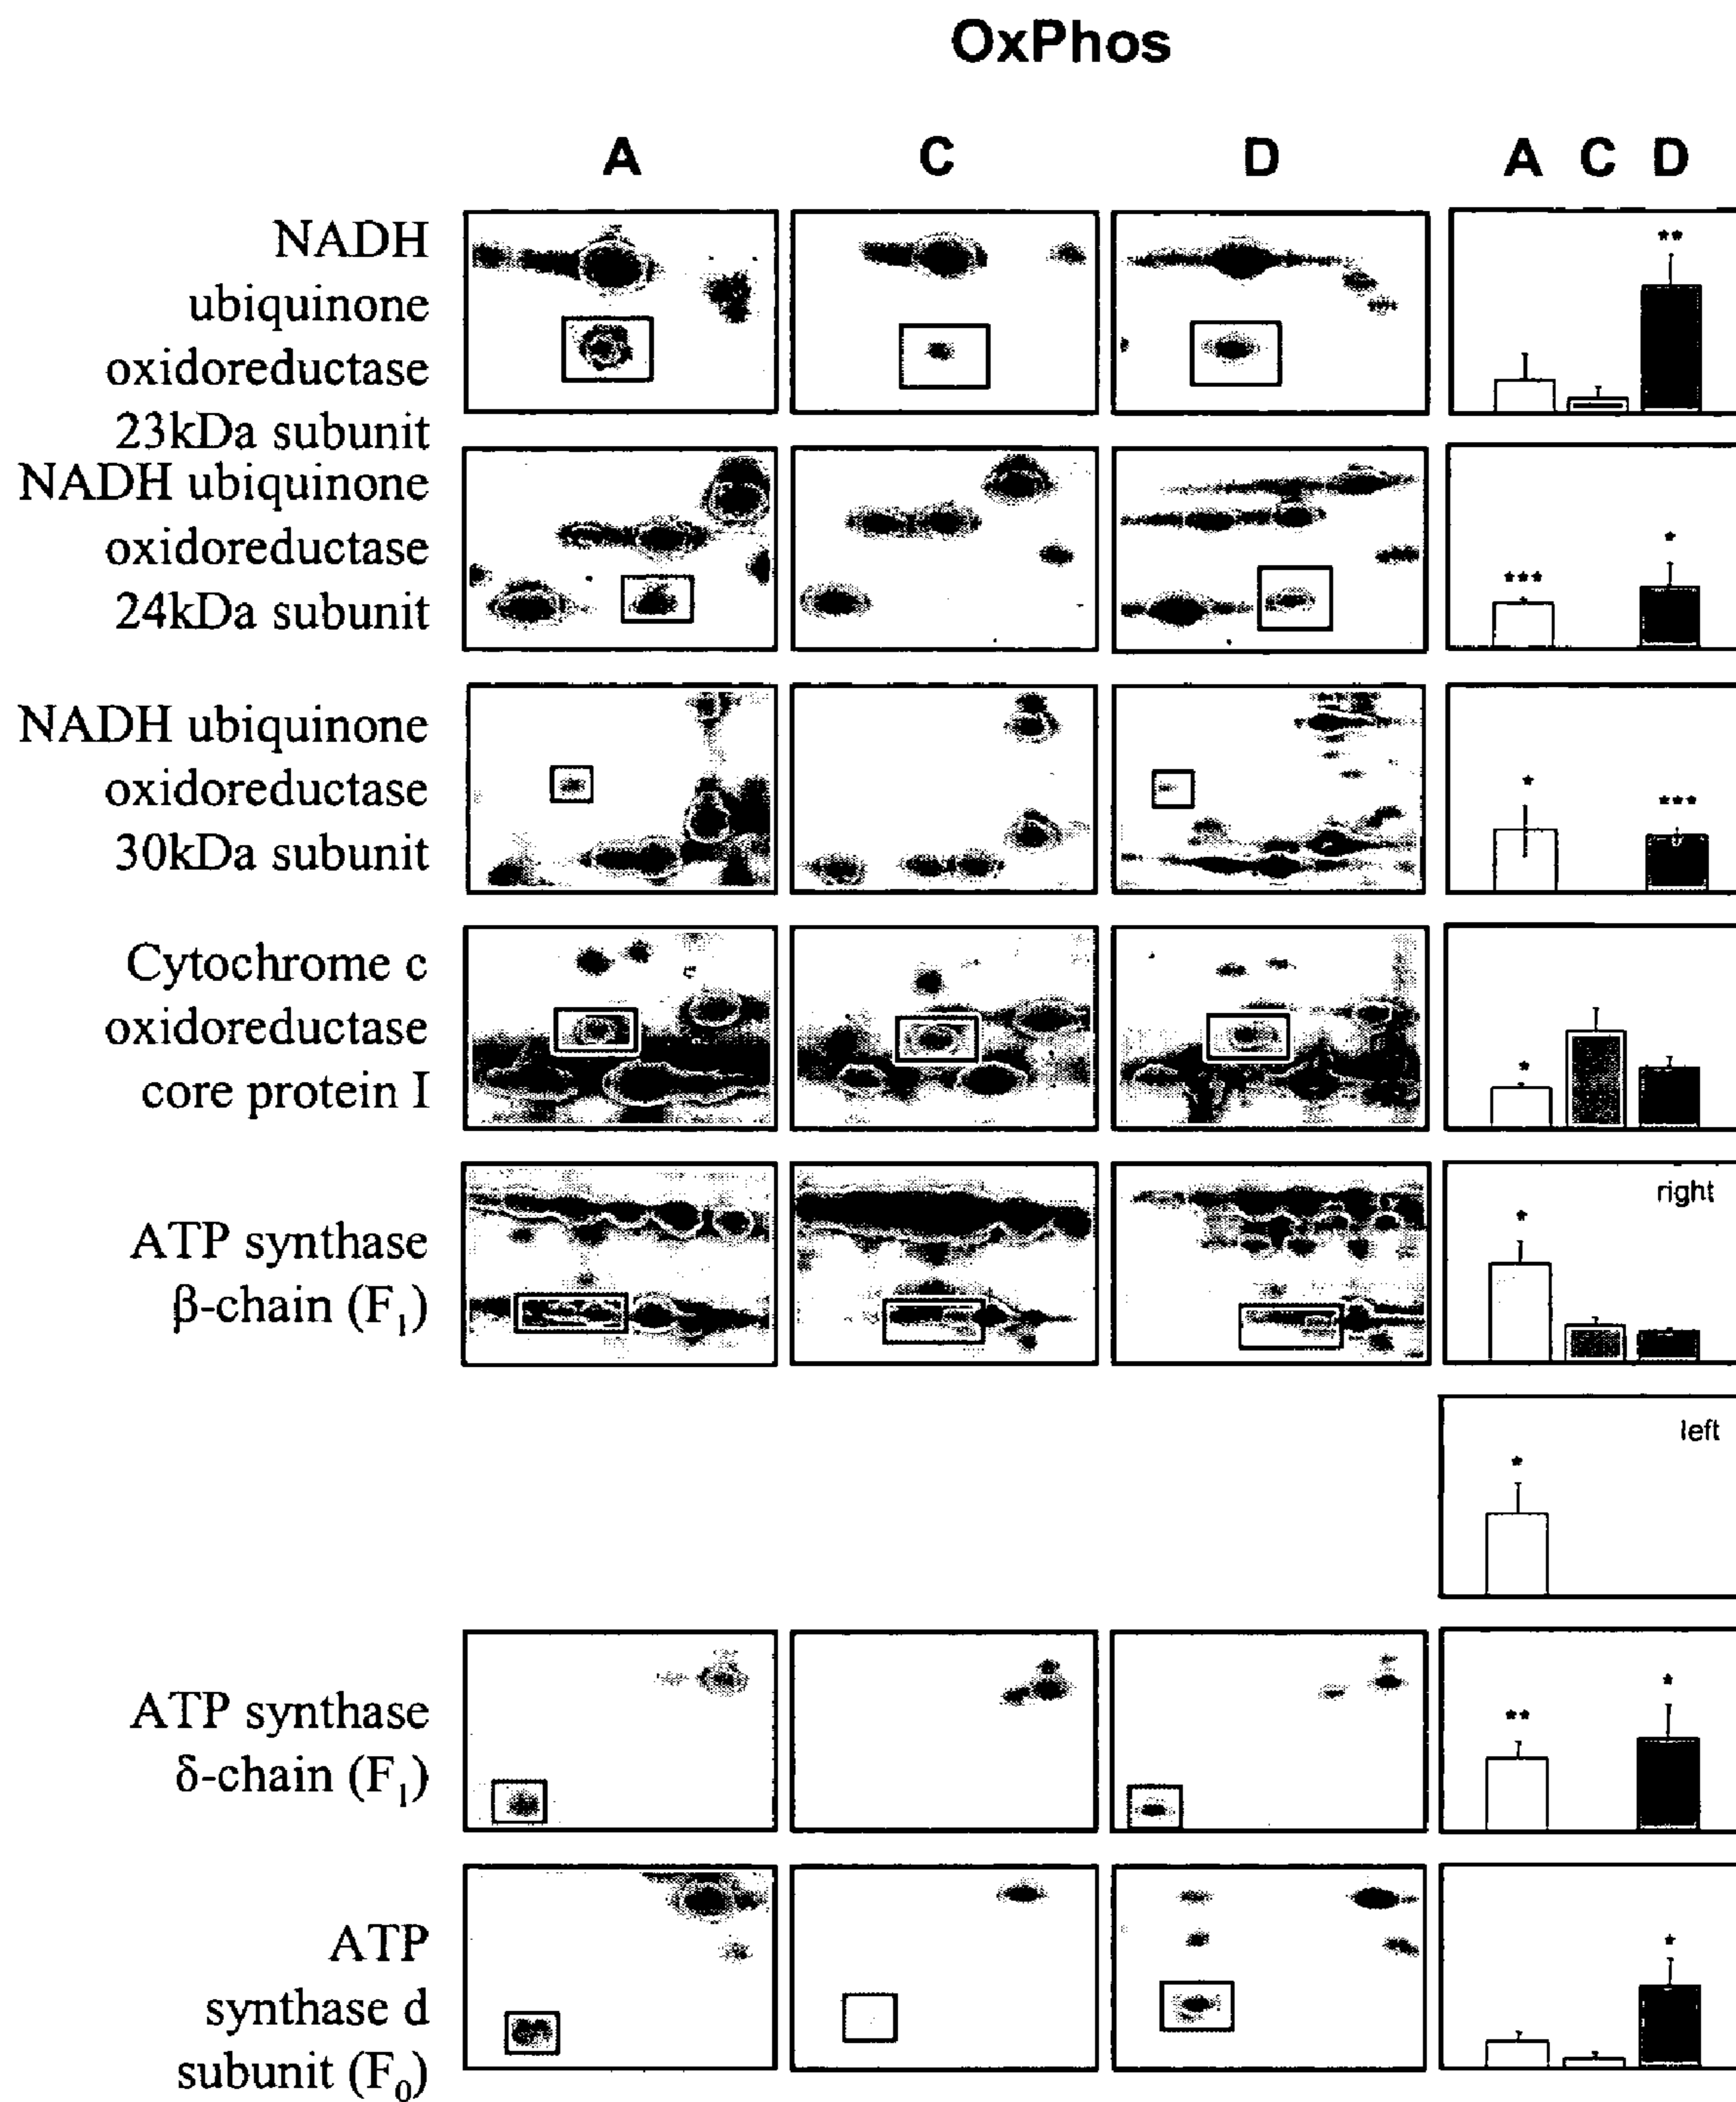 OxPhos
A C D A C D
NADH
ubiquinone
oxidoreductase
23kDa subunit
**
NADH ubiquinone
oxidoreductase
24kDa subunit
*** *
NADH ubiquinone
oxidoreductase
30kDa subunit
* ***
Cytochrome c
oxidoreductase
core protein I
*
ATP synthase
β-chain (F₁)
right
*
left
*
ATP synthase
δ-chain (F₁)
** *
ATP
synthase d
subunit (F₀)
*